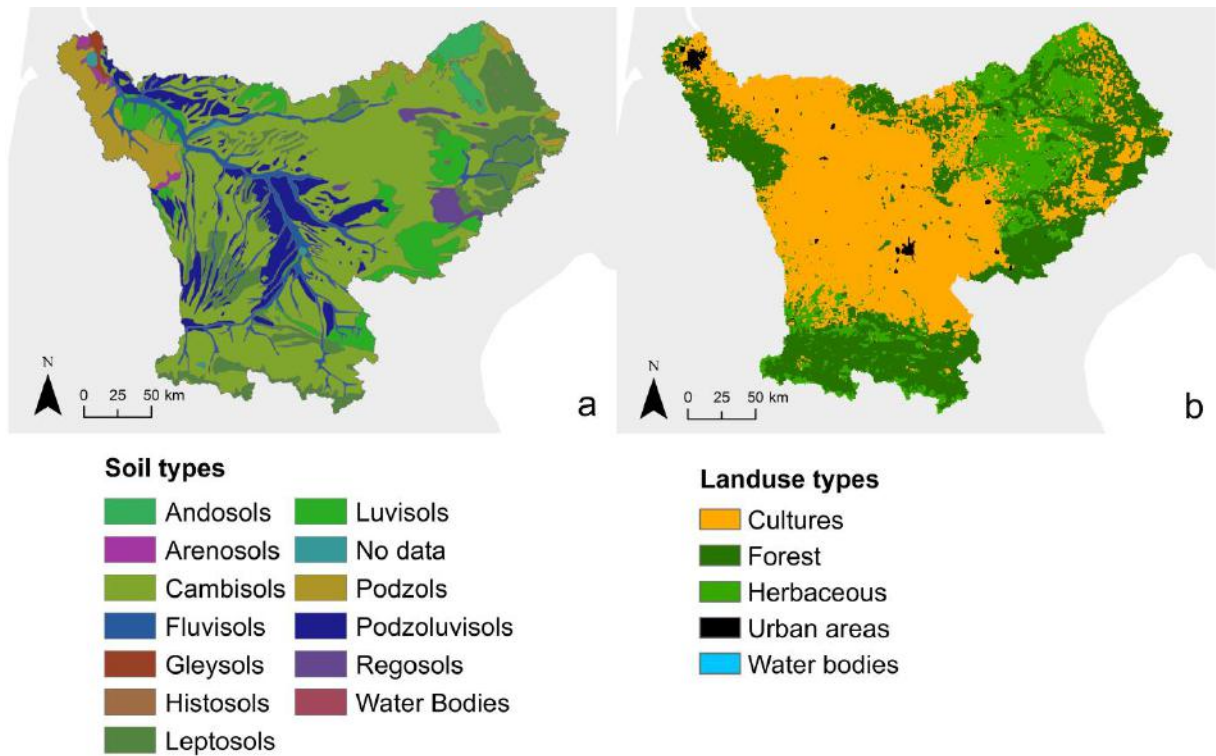 N
0 25 50 km
a
N
0 25 50 km
b
Soil types
Andosols
Arenosols
Cambisols
Fluvisols
Gleysols
Histosols
Leptosols
Luvisols
No data
Podzols
Podzoluvisols
Regosols
Water Bodies
Landuse types
Cultures
Forest
Herbaceous
Urban areas
Water bodies